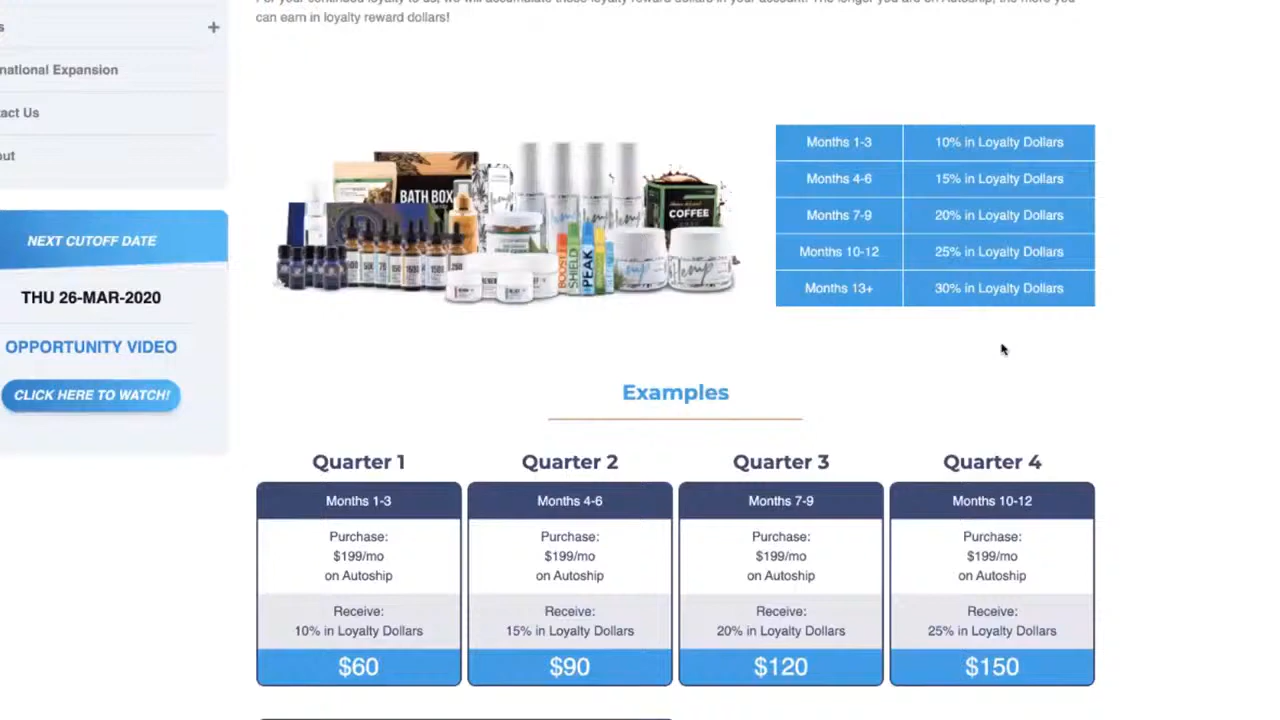 can earn in loyalty reward dollars!
national Expansion
NEXT CUTOFF DATE
THU 26-MAR-2020
OPPORTUNITY VIDEO
CLICK HERE TO WATCH!
BATH BOX
COFFEE
BOOST
SHIELD
PEAK
Hemp
Months 1-3 10% in Loyalty Dollars
Months 4-6 15% in Loyalty Dollars
Months 7-9 20% in Loyalty Dollars
Months 10-12 25% in Loyalty Dollars
Months 13+ 30% in Loyalty Dollars
Examples
Quarter 1
Months 1-3
Purchase:
$199/mo
on Autoship
Receive:
10% in Loyalty Dollars
$60
Quarter 2
Months 4-6
Purchase:
$199/mo
on Autoship
Receive:
15% in Loyalty Dollars
$90
Quarter 3
Months 7-9
Purchase:
$199/mo
on Autoship
Receive:
20% in Loyalty Dollars
$120
Quarter 4
Months 10-12
Purchase:
$199/mo
on Autoship
Receive:
25% in Loyalty Dollars
$150